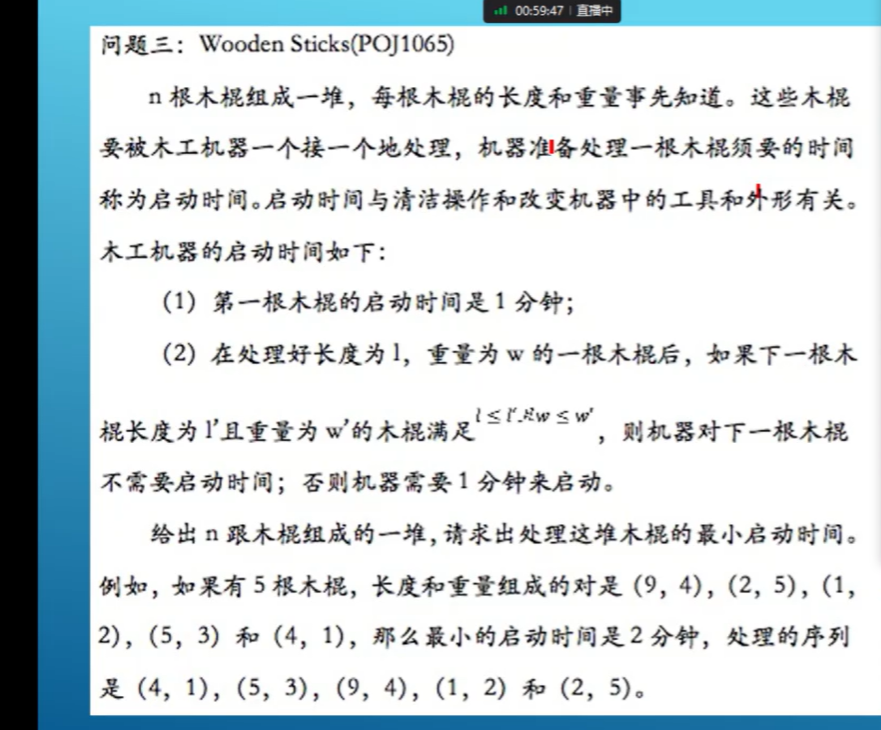 00:59:47 直播中
问题三：Wooden Sticks(POJ1065)
n 根木棍组成一堆，每根木棍的长度和重量事先知道。这些木棍
要被木工机器一个接一个地处理，机器准备处理一根木棍须要的时间
称为启动时间。启动时间与清洁操作和改变机器中的工具和外形有关。
木工机器的启动时间如下：
（1）第一根木棍的启动时间是 1 分钟；
（2）在处理好长度为 l，重量为 w 的一根木棍后，如果下一根木
棍长度为 l’且重量为 w’的木棍满足 l ≤ l’且w ≤ w’，则机器对下一根木棍
不需要启动时间；否则机器需要 1 分钟来启动。
给出 n 跟木棍组成的一堆，请求出处理这堆木棍的最小启动时间。
例如，如果有 5 根木棍，长度和重量组成的对是（9，4），（2，5），（1，
2），（5，3）和（4，1），那么最小的启动时间是 2 分钟，处理的序列
是（4，1），（5，3），（9，4），（1，2）和（2，5）。